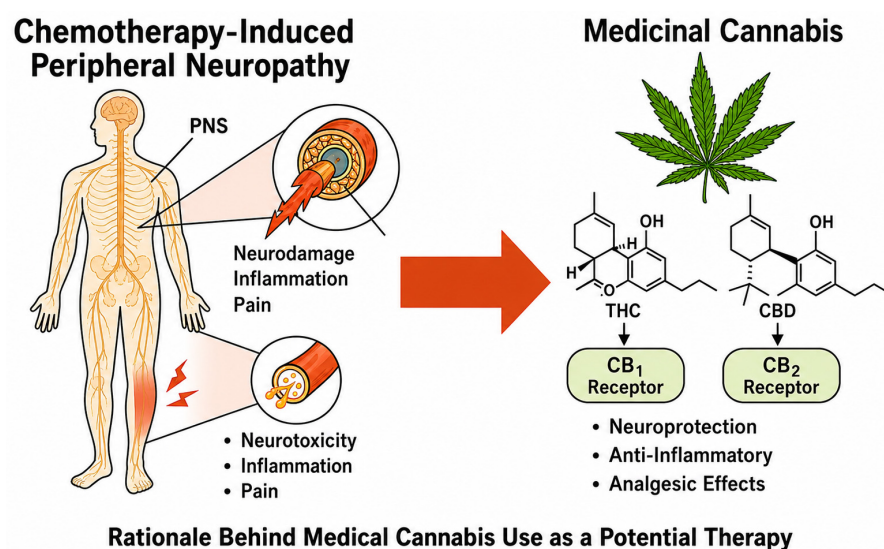 Chemotherapy-Induced
Peripheral Neuropathy
PNS
Neurodamage
Inflammation
Pain
• Neurotoxicity
• Inflammation
• Pain
Medicinal Cannabis
OH
H
H
O
THC
OH
CBD
CB₁
Receptor
CB₂
Receptor
• Neuroprotection
• Anti-Inflammatory
• Analgesic Effects
Rationale Behind Medical Cannabis Use as a Potential Therapy